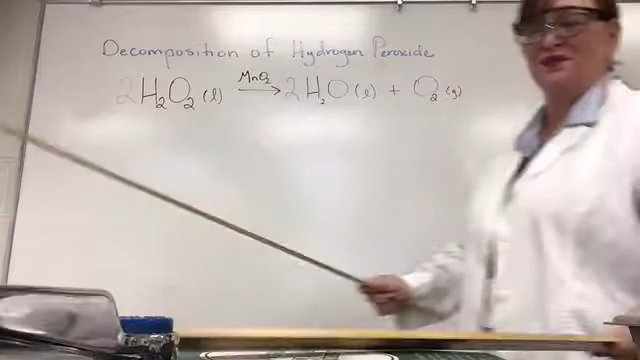 Decomposition of Hydrogen Peroxide
2H₂O₂ (l) MnO₂⟶ 2H₂O (l) + O₂ (g)